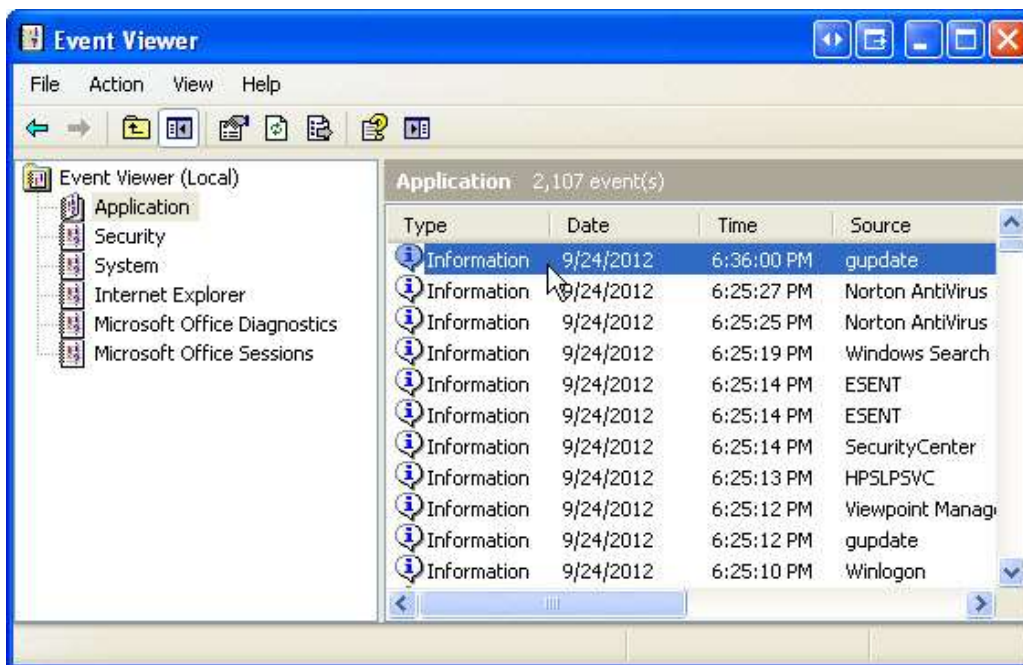 Event Viewer
File Action View Help
Event Viewer (Local)
Application
Security
System
Internet Explorer
Microsoft Office Diagnostics
Microsoft Office Sessions
Application 2,107 event(s)
Type Date Time Source
Information 9/24/2012 6:36:00 PM gupdate
Information 9/24/2012 6:25:27 PM Norton AntiVirus
Information 9/24/2012 6:25:25 PM Norton AntiVirus
Information 9/24/2012 6:25:19 PM Windows Search
Information 9/24/2012 6:25:14 PM ESENT
Information 9/24/2012 6:25:14 PM ESENT
Information 9/24/2012 6:25:14 PM SecurityCenter
Information 9/24/2012 6:25:13 PM HPSLPSVC
Information 9/24/2012 6:25:12 PM Viewpoint Manag
Information 9/24/2012 6:25:12 PM gupdate
Information 9/24/2012 6:25:10 PM Winlogon